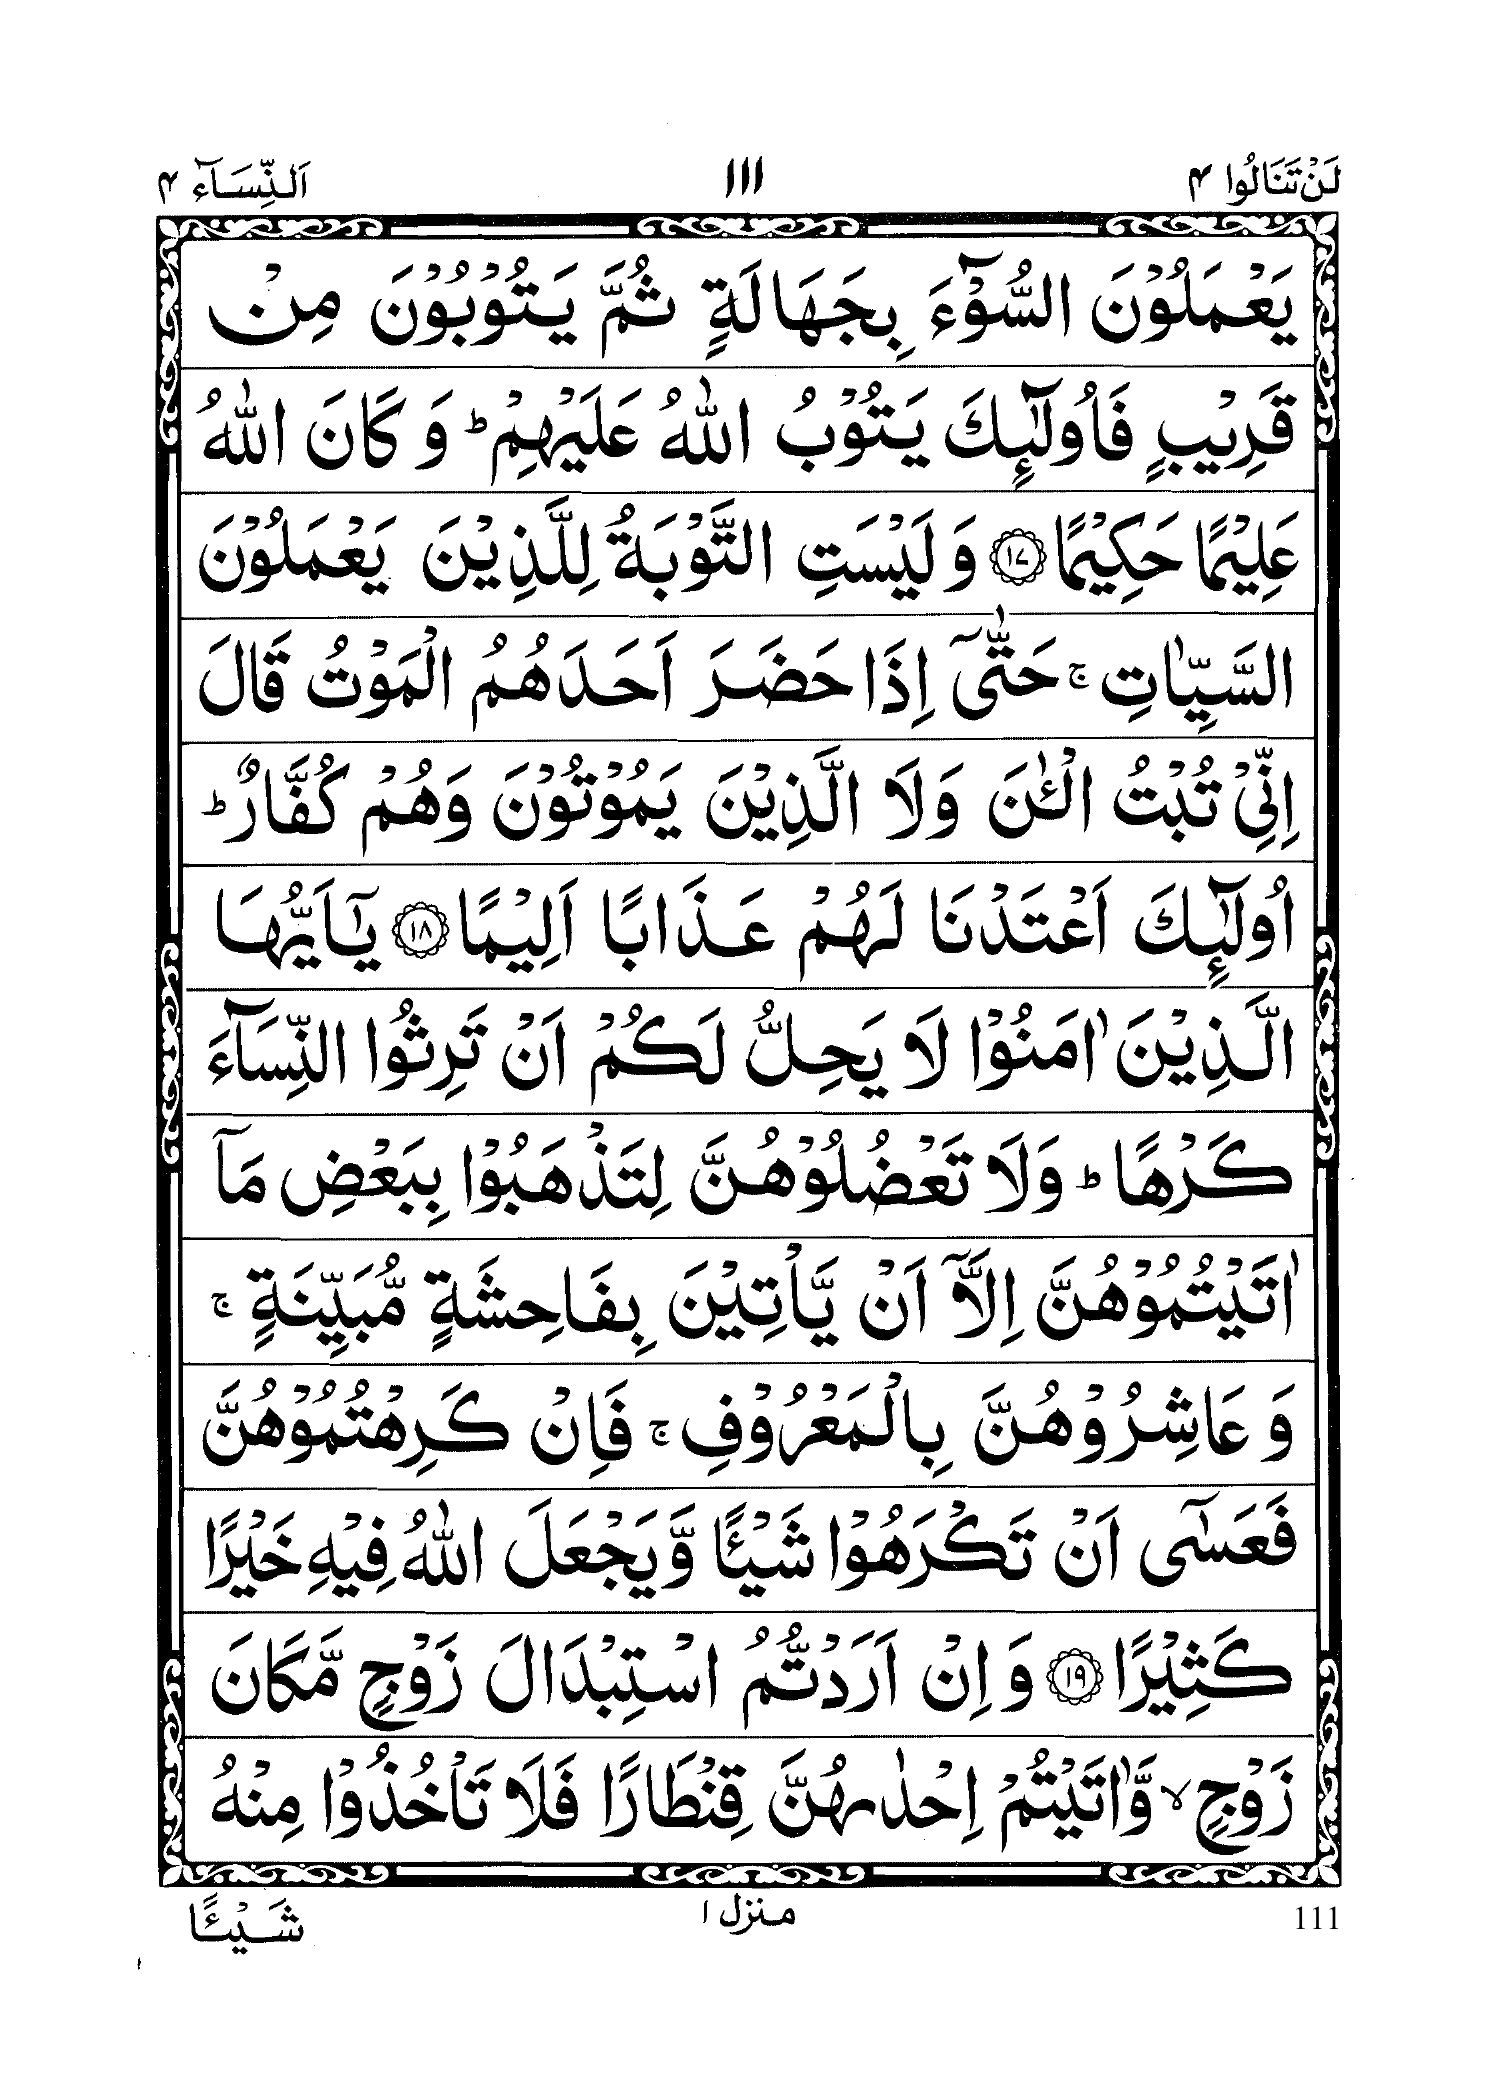 لَنْ تَنَالُوا ۴ ۱۱۱ اَلنِّسَآء ۴
يَعْمَلُوْنَ السُّوْٓءَ بِجَهَالَةٍ ثُمَّ يَتُوْبُوْنَ مِنْ
قَرِيْبٍ فَاُولٰٓئِكَ يَتُوْبُ اللّٰهُ عَلَيْهِمْ ؕ وَ كَانَ اللّٰهُ
عَلِيْمًا حَكِيْمًا ۝۱۷ وَ لَيْسَتِ التَّوْبَةُ لِلَّذِيْنَ يَعْمَلُوْنَ
السَّيِّاٰتِ ۚ حَتّٰۤى اِذَا حَضَرَ اَحَدَهُمُ الْمَوْتُ قَالَ
اِنِّيْ تُبْتُ الْـٰٔنَ وَلَا الَّذِيْنَ يَمُوْتُوْنَ وَهُمْ كُفَّارٌ ؕ
اُولٰٓئِكَ اَعْتَدْنَا لَهُمْ عَذَابًا اَلِيْمًا ۝۱۸ يٰۤاَيُّهَا
الَّذِيْنَ اٰمَنُوْا لَا يَحِلُّ لَكُمْ اَنْ تَرِثُوا النِّسَآءَ
كَرْهًا ؕ وَلَا تَعْضُلُوْهُنَّ لِتَذْهَبُوْا بِبَعْضِ مَاۤ
اٰتَيْتُمُوْهُنَّ اِلَّاۤ اَنْ يَّاْتِيْنَ بِفَاحِشَةٍ مُّبَيِّنَةٍ ۚ
وَ عَاشِرُوْهُنَّ بِالْمَعْرُوْفِ ۚ فَاِنْ كَرِهْتُمُوْهُنَّ
فَعَسٰۤى اَنْ تَكْرَهُوْا شَيْـًٔا وَّ يَجْعَلَ اللّٰهُ فِيْهِ خَيْرًا
كَثِيْرًا ۝۱۹ وَ اِنْ اَرَدْتُّمُ اسْتِبْدَالَ زَوْجٍ مَّكَانَ
زَوْجٍ ۙ وَّاٰتَيْتُمْ اِحْدٰىهُنَّ قِنْطَارًا فَلَا تَاْخُذُوْا مِنْهُ
111 منزل ۱ شَيْـًٔا